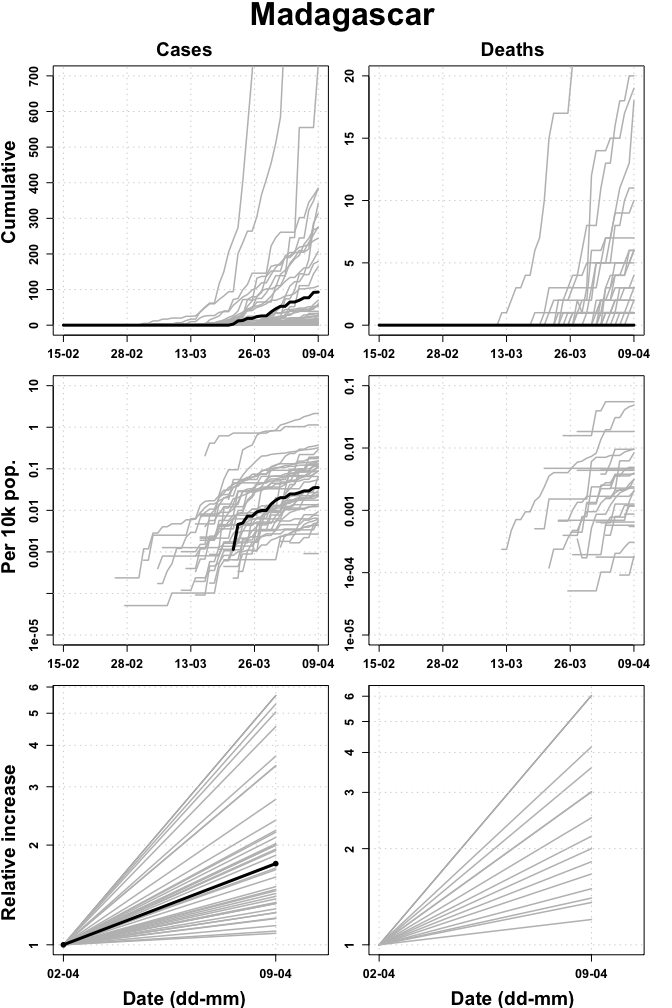 Madagascar
Cases
Deaths
Cumulative
700
600
500
400
300
200
100
0
15-02 28-02 13-03 26-03 09-04
20
15
10
5
0
15-02 28-02 13-03 26-03 09-04
Per 10k pop.
10
1
0.1
0.01
0.001
1e-05
15-02 28-02 13-03 26-03 09-04
0.1
0.01
0.001
1e-04
1e-05
15-02 28-02 13-03 26-03 09-04
Relative increase
6
5
4
3
2
1
02-04 09-04
Date (dd-mm)
6
5
4
3
2
1
02-04 09-04
Date (dd-mm)